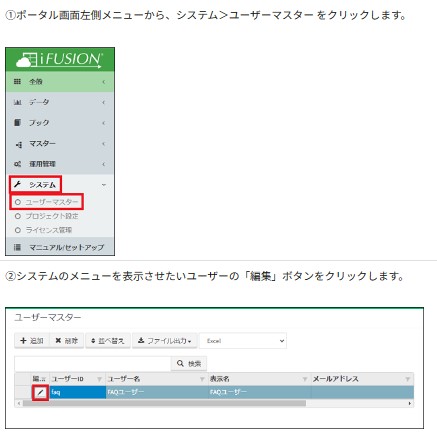 ①ポータル画面左側メニューから、システム＞ユーザーマスター をクリックします。
iFUSION
全般
データ
ブック
マスター
運用管理
システム
ユーザーマスター
プロジェクト設定
ライセンス管理
マニュアル/セットアップ
②システムのメニューを表示させたいユーザーの「編集」ボタンをクリックします。
ユーザーマスター
追加 削除 並べ替え ファイル出力 Excel
検索
編... ユーザーID ユーザー名 表示名 メールアドレス
faq FAQユーザー FAQユーザー